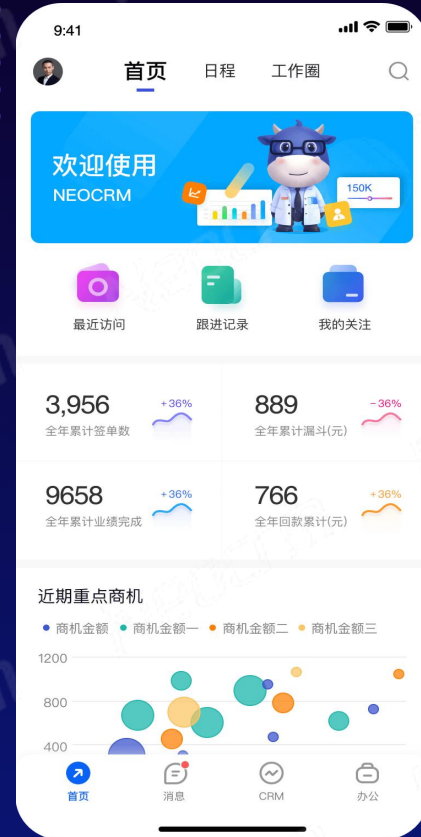 9:41
首页 日程 工作圈
欢迎使用
NEOCRM
150K
最近访问 跟进记录 我的关注
3,956 +36%
全年累计签单数
889 -36%
全年累计漏斗(元)
9658 +36%
全年累计业绩完成
766 +36%
全年回款累计(元)
近期重点商机
商机金额 商机金额一 商机金额二 商机金额三
1200
800
400
首页 消息 CRM 办公